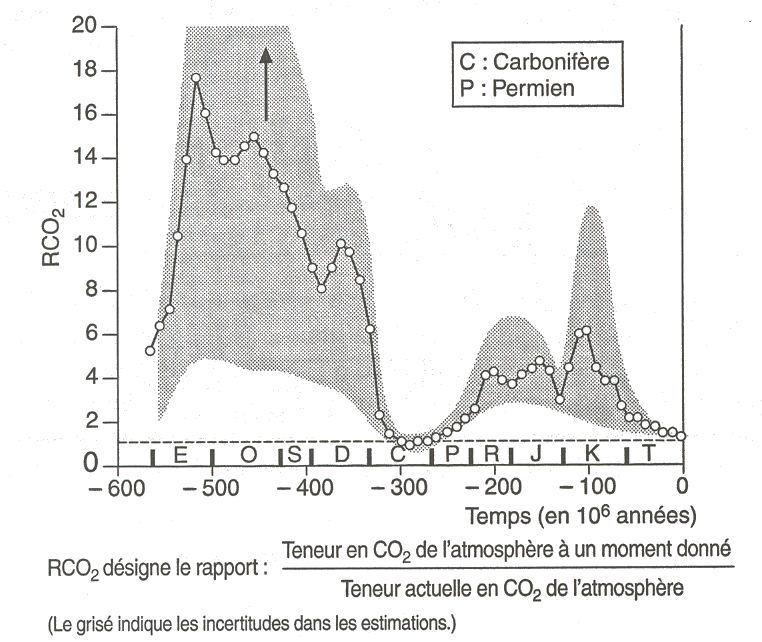 20
18
16
14
12
10
8
6
4
2
0
RCO₂
C : Carbonifère
P : Permien
E O S D C P R J K T
−600 −500 −400 −300 −200 −100 0
Temps (en 10⁶ années)
RCO₂ désigne le rapport :
Teneur en CO₂ de l'atmosphère à un moment donné
Teneur actuelle en CO₂ de l'atmosphère
(Le grisé indique les incertitudes dans les estimations.)